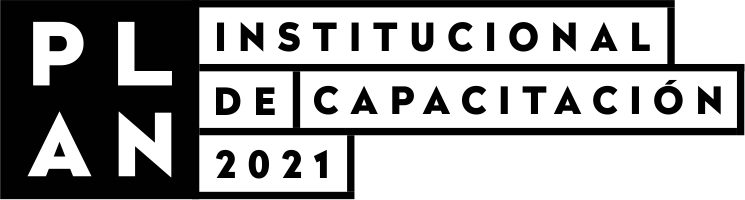 PL
AN
INSTITUCIONAL
DE CAPACITACIÓN
2021